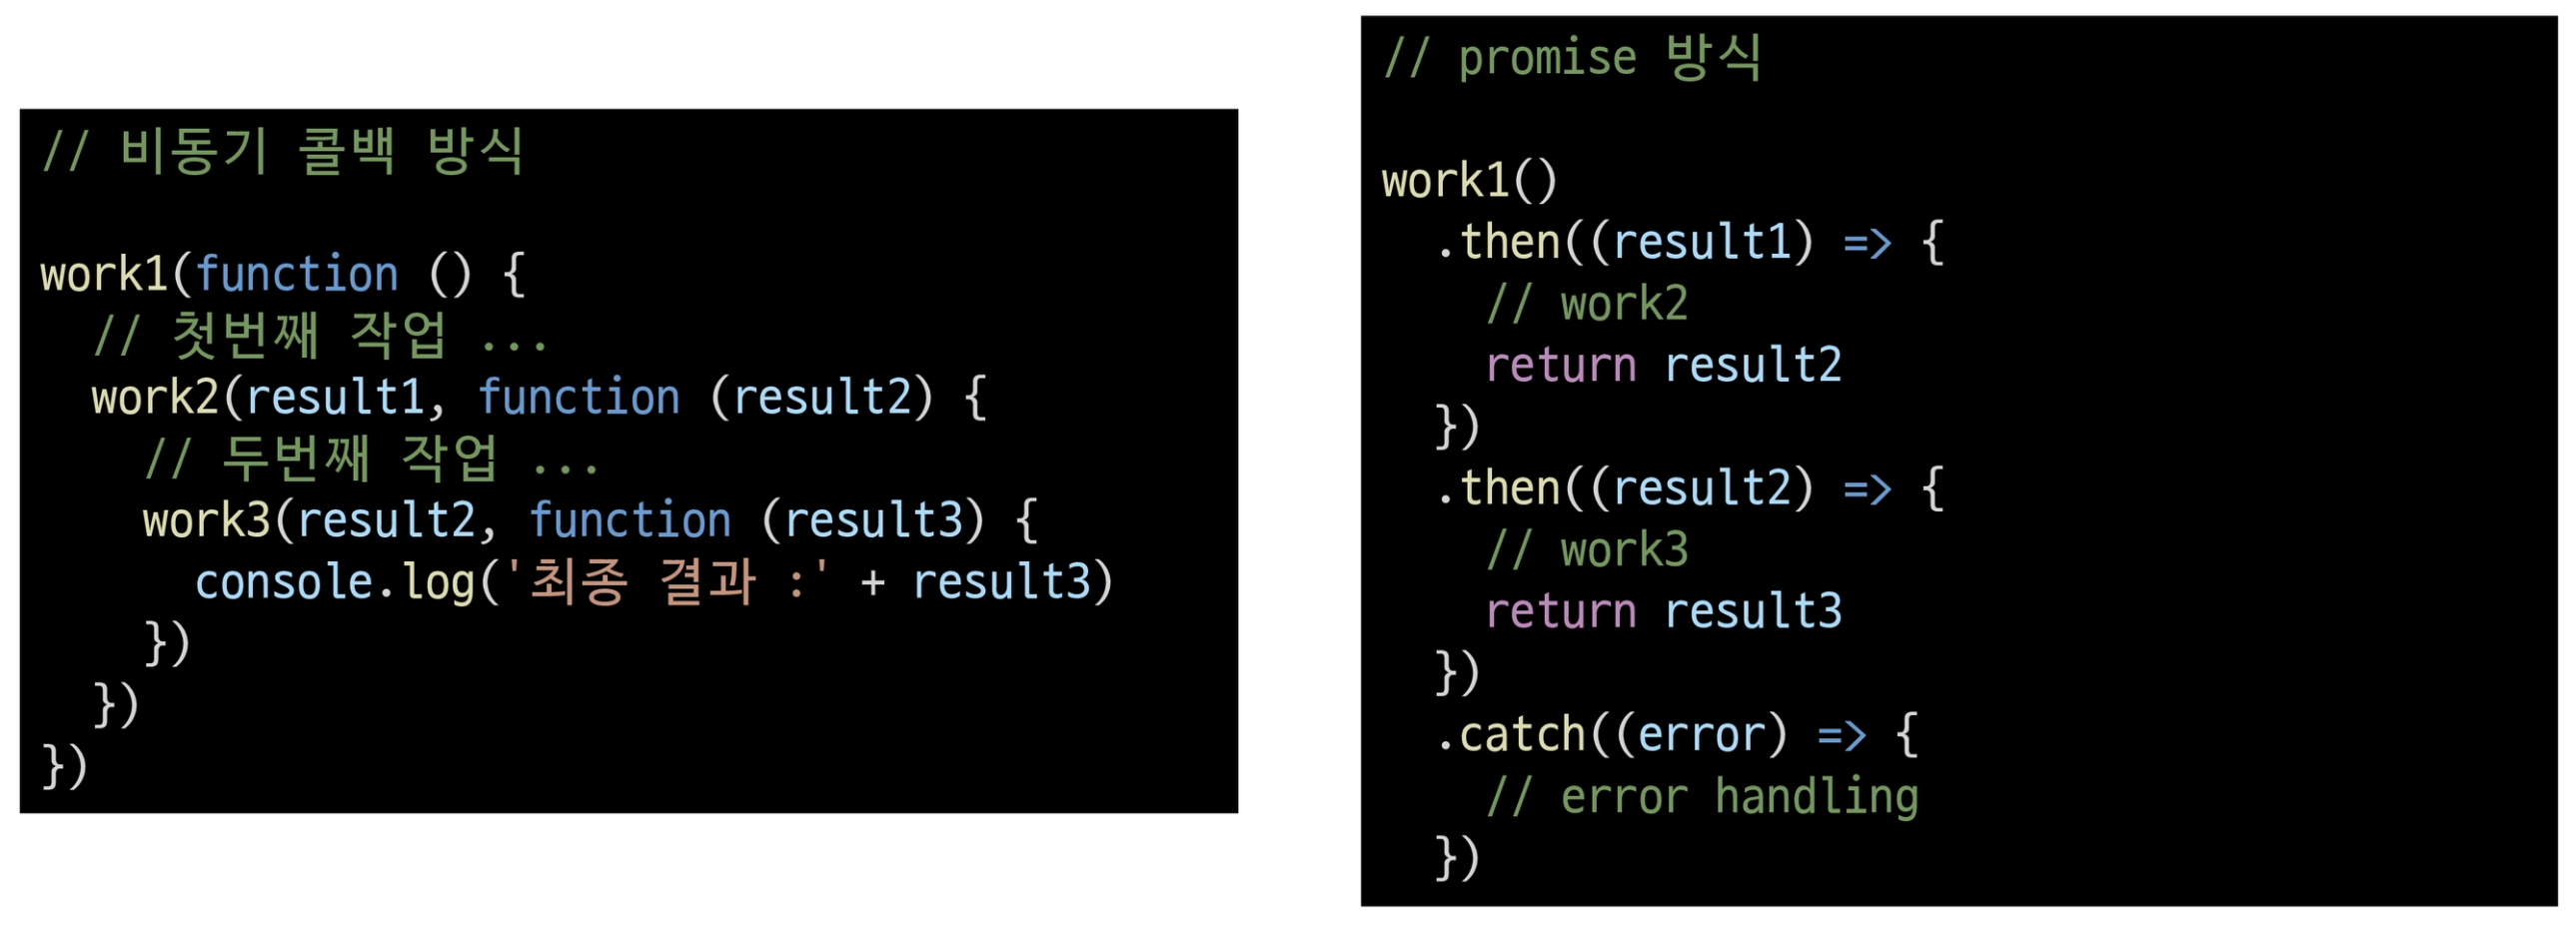 // 비동기 콜백 방식
work1(function () {
  // 첫번째 작업 ...
  work2(result1, function (result2) {
    // 두번째 작업 ...
    work3(result2, function (result3) {
      console.log('최종 결과 :' + result3)
    })
  })
})
// promise 방식
work1()
  .then((result1) => {
    // work2
    return result2
  })
  .then((result2) => {
    // work3
    return result3
  })
  .catch((error) => {
    // error handling
  })